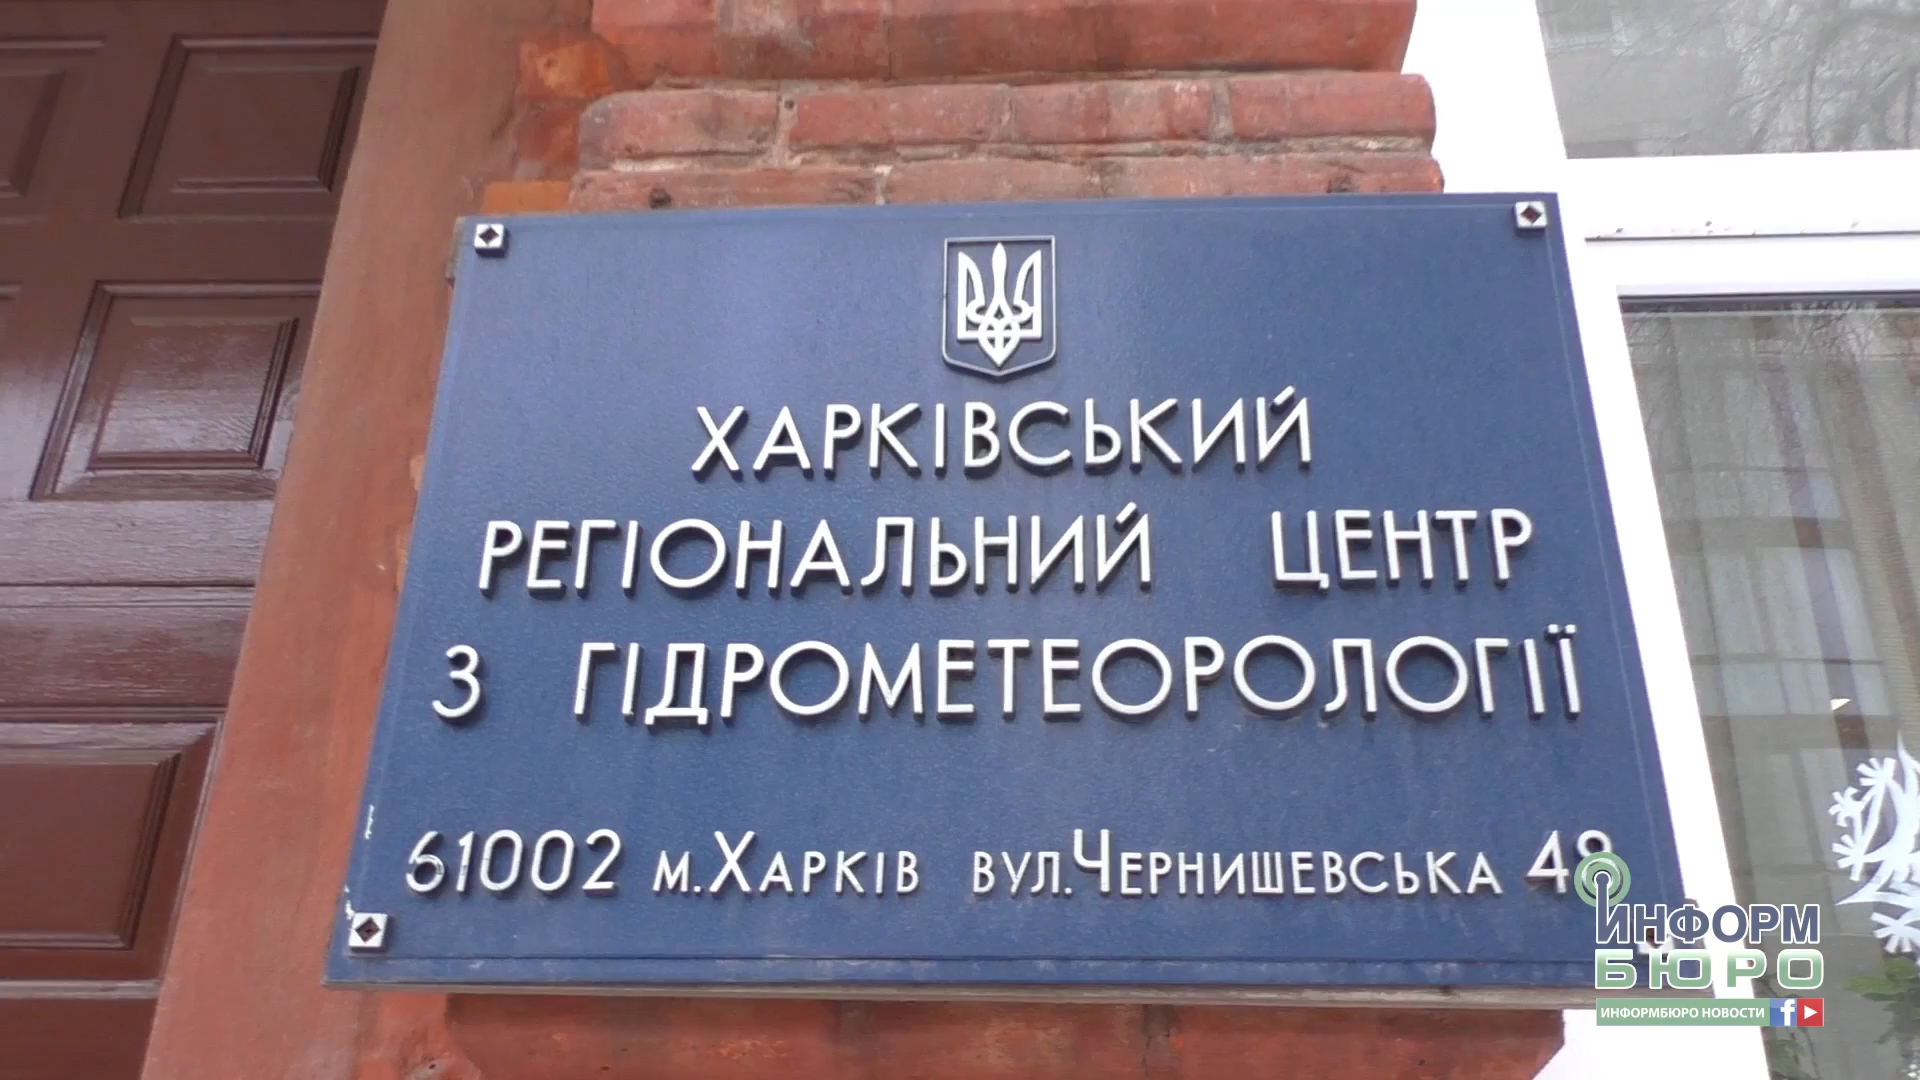 ХАРКІВСЬКИЙ
РЕГІОНАЛЬНИЙ ЦЕНТР
З ГІДРОМЕТЕОРОЛОГІЇ
61002 м.Харків вул.Чернишевська 48
ИНФОРМ
БЮРО
ИНФОРМБЮРО НОВОСТИ f